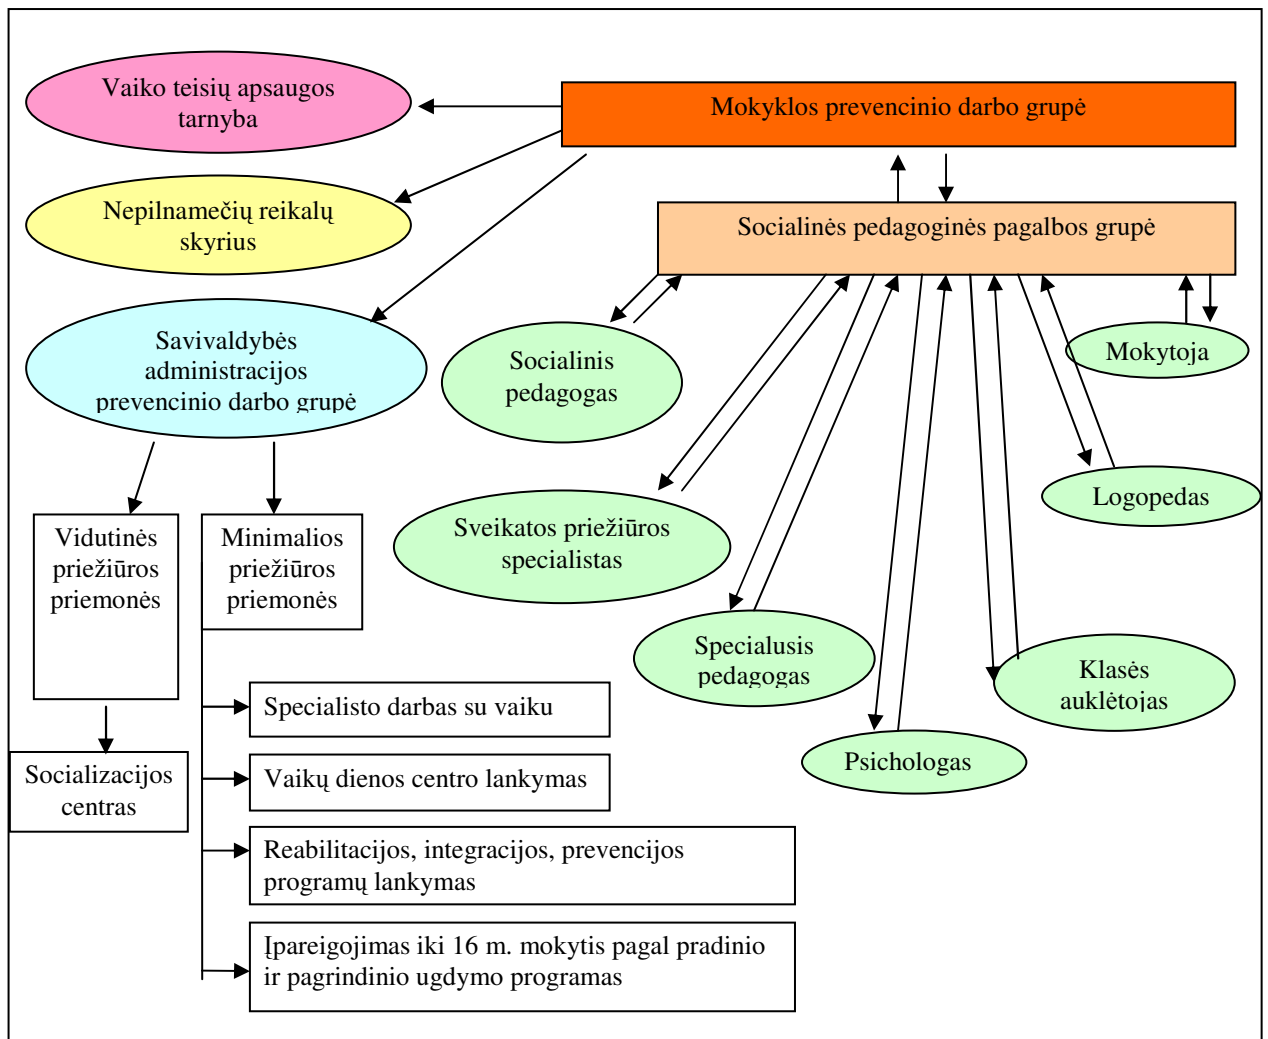 Vaiko teisių apsaugos
tarnyba
Mokyklos prevencinio darbo grupė
Nepilnamečių reikalų
skyrius
Socialinės pedagoginės pagalbos grupė
Savivaldybės
administracijos
prevencinio darbo grupė
Socialinis
pedagogas
Mokytoja
Logopedas
Sveikatos priežiūros
specialistas
Vidutinės
priežiūros
priemonės
Minimalios
priežiūros
priemonės
Specialusis
pedagogas
Klasės
auklėtojas
Psichologas
Specialisto darbas su vaiku
Socializacijos
centras
Vaikų dienos centro lankymas
Reabilitacijos, integracijos, prevencijos
programų lankymas
Įpareigojimas iki 16 m. mokytis pagal pradinio
ir pagrindinio ugdymo programas